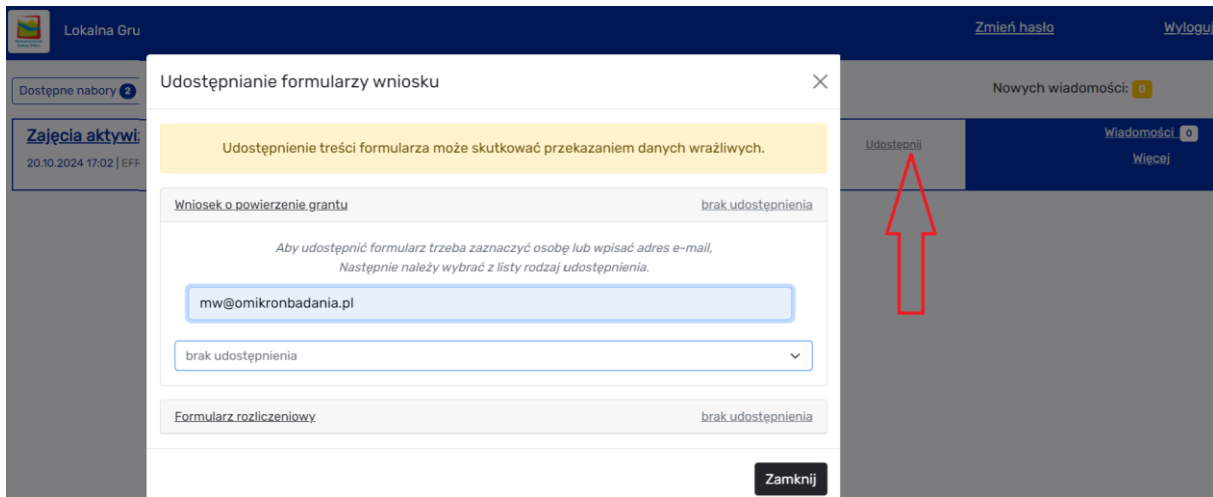 Lokalna Gru
Zmień hasło
Wyloguj
Udostępnianie formularzy wniosku
Dostępne nabory 2
Nowych wiadomości: 0
Udostępnienie treści formularza może skutkować przekazaniem danych wrażliwych.
Zajęcia aktywi
20.10.2024 17:02 | EFF
Udostępnij
Wiadomości 0
Więcej
Wniosek o powierzenie grantu
brak udostępnienia
Aby udostępnić formularz trzeba zaznaczyć osobę lub wpisać adres e-mail,
Następnie należy wybrać z listy rodzaj udostępnienia.
mw@omikronbadania.pl
brak udostępnienia
Formularz rozliczeniowy
brak udostępnienia
Zamknij